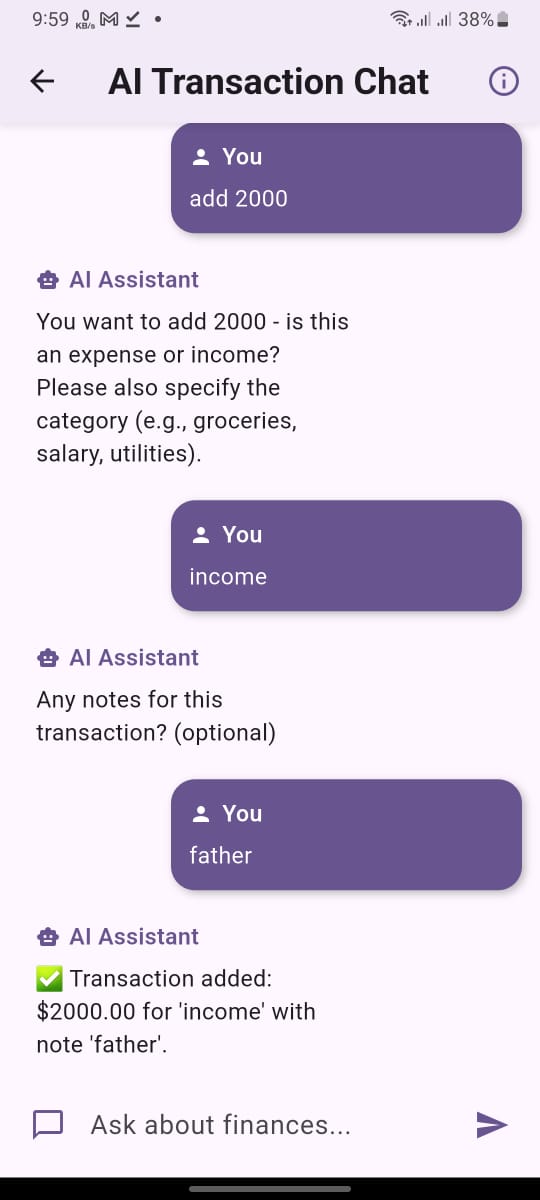 9:59 0 KB/s 38%
AI Transaction Chat
You
add 2000
AI Assistant
You want to add 2000 - is this
an expense or income?
Please also specify the
category (e.g., groceries,
salary, utilities).
You
income
AI Assistant
Any notes for this
transaction? (optional)
You
father
AI Assistant
✅ Transaction added:
$2000.00 for 'income' with
note 'father'.
Ask about finances...